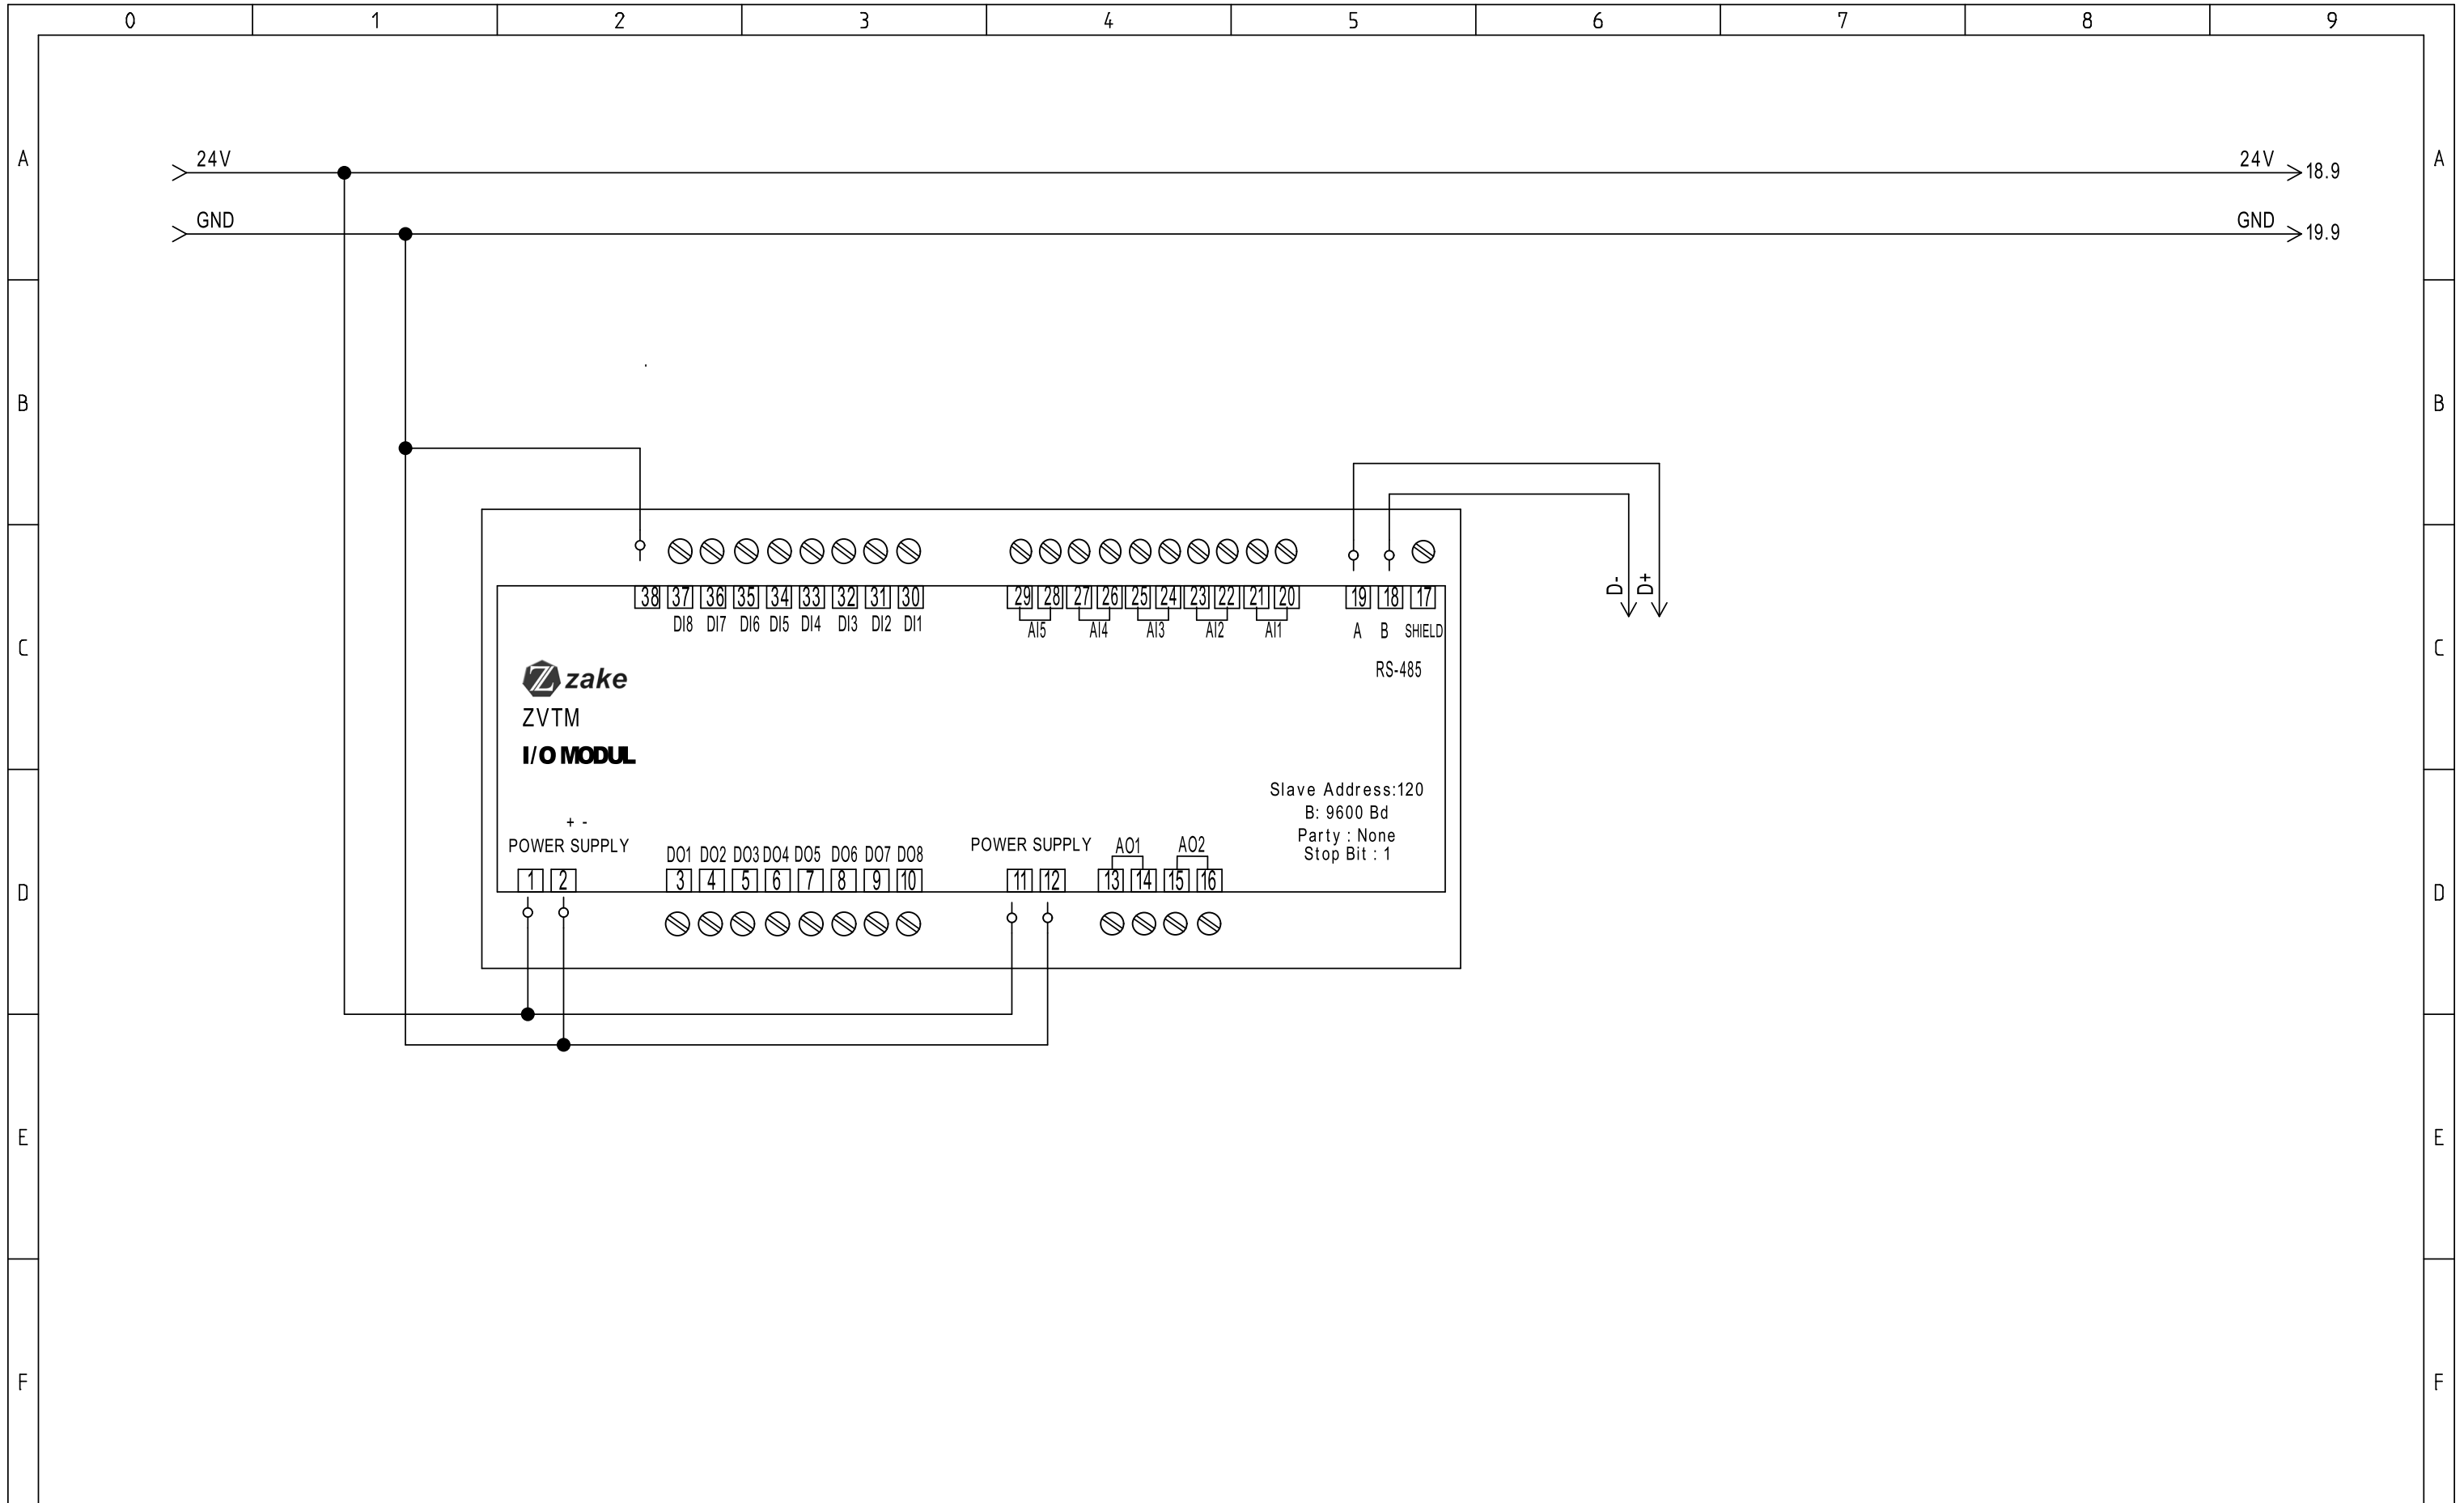 0 1 2 3 4 5 6 7 8 9
A 24V 24V 18.9 A
GND GND 19.9
B B
D- D+
38 37 36 35 34 33 32 31 30 29 28 27 26 25 24 23 22 21 20 19 18 17
DI8 DI7 DI6 DI5 DI4 DI3 DI2 DI1 AI5 AI4 AI3 AI2 AI1 A B SHIELD
C C
RS-485
Z zake
ZVTM
I/O MODUL
Slave Address:120
B: 9600 Bd
Party : None
Stop Bit : 1
+ -
POWER SUPPLY DO1 DO2 DO3 DO4 DO5 DO6 DO7 DO8 POWER SUPPLY AO1 AO2
1 2 3 4 5 6 7 8 9 10 11 12 13 14 15 16
D D
E E
F F